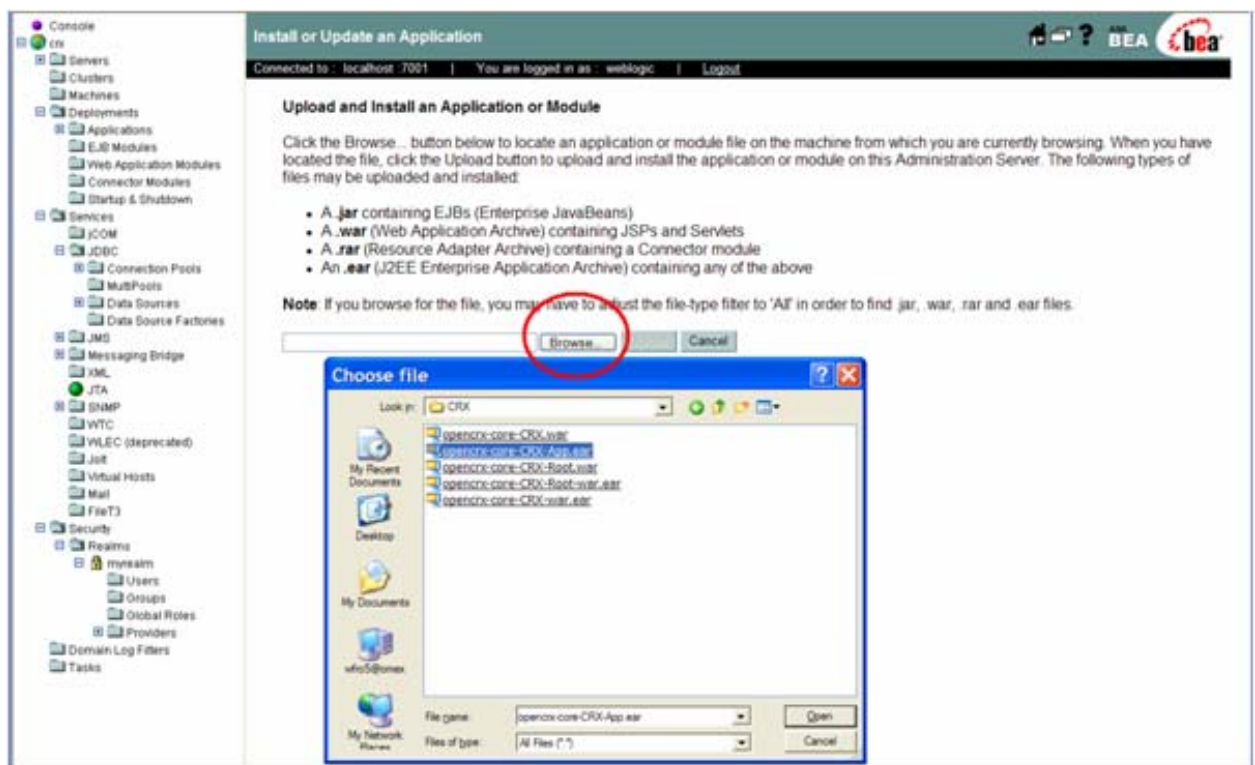 Console
crx
Servers
Clusters
Machines
Deployments
Applications
EJB Modules
Web Application Modules
Connector Modules
Startup & Shutdown
Services
jCOM
JDBC
Connection Pools
MultiPools
Data Sources
Data Source Factories
JMS
Messaging Bridge
XML
JTA
SNMP
WTC
WLEC (deprecated)
Jolt
Virtual Hosts
Mail
FileT3
Security
Realms
myrealm
Users
Groups
Global Roles
Providers
Domain Log Filters
Tasks
Install or Update an Application
? ASK BEA bea
Connected to : localhost :7001 | You are logged in as : weblogic | Logout
Upload and Install an Application or Module
Click the Browse... button below to locate an application or module file on the machine from which you are currently browsing. When you have
located the file, click the Upload button to upload and install the application or module on this Administration Server. The following types of
files may be uploaded and installed:
• A .jar containing EJBs (Enterprise JavaBeans)
• A .war (Web Application Archive) containing JSPs and Servlets
• A .rar (Resource Adapter Archive) containing a Connector module
• An .ear (J2EE Enterprise Application Archive) containing any of the above
Note: If you browse for the file, you may have to adjust the file-type filter to 'All' in order to find .jar, .war, .rar and .ear files.
Browse... Cancel
Choose file
Look in: CRX
opencrx-core-CRX.war
opencrx-core-CRX-App.ear
opencrx-core-CRX-Root.war
opencrx-core-CRX-Root-war.ear
opencrx-core-CRX-war.ear
My Recent
Documents
Desktop
My Documents
My Network
Places
File name: opencrx-core-CRX-App.ear Open
Files of type: All Files (*.*) Cancel